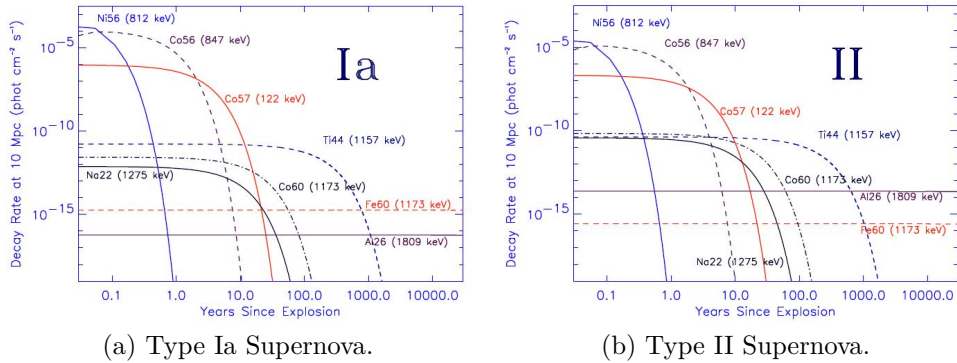 Ni56 (812 keV)
Co56 (847 keV)
Ia
Co57 (122 keV)
Ti44 (1157 keV)
Na22 (1275 keV)
Co60 (1173 keV)
Fe60 (1173 keV)
Al26 (1809 keV)
Decay Rate at 10 Mpc (phot cm⁻² s⁻¹)
10⁻⁵
10⁻¹⁰
10⁻¹⁵
0.1 1.0 10.0 100.0 1000.0 10000.0
Years Since Explosion
(a) Type Ia Supernova.
Ni56 (812 keV)
Co56 (847 keV)
II
Co57 (122 keV)
Ti44 (1157 keV)
Co60 (1173 keV)
Al26 (1809 keV)
Fe60 (1173 keV)
Na22 (1275 keV)
Decay Rate at 10 Mpc (phot cm⁻² s⁻¹)
10⁻⁵
10⁻¹⁰
10⁻¹⁵
0.1 1.0 10.0 100.0 1000.0 10000.0
Years Since Explosion
(b) Type II Supernova.